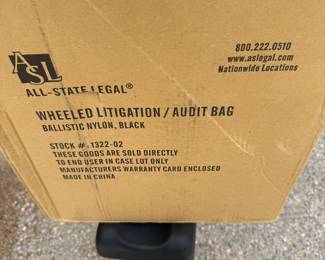 ASL
ALL-STATE LEGAL®
800.222.0510
www.aslegal.com
Nationwide Locations
WHEELED LITIGATION / AUDIT BAG
BALLISTIC NYLON, BLACK
STOCK #. 1322-02
THESE GOODS ARE SOLD DIRECTLY
TO END USER IN CASE LOT ONLY
MANUFACTURERS WARRANTY CARD ENCLOSED
MADE IN CHINA